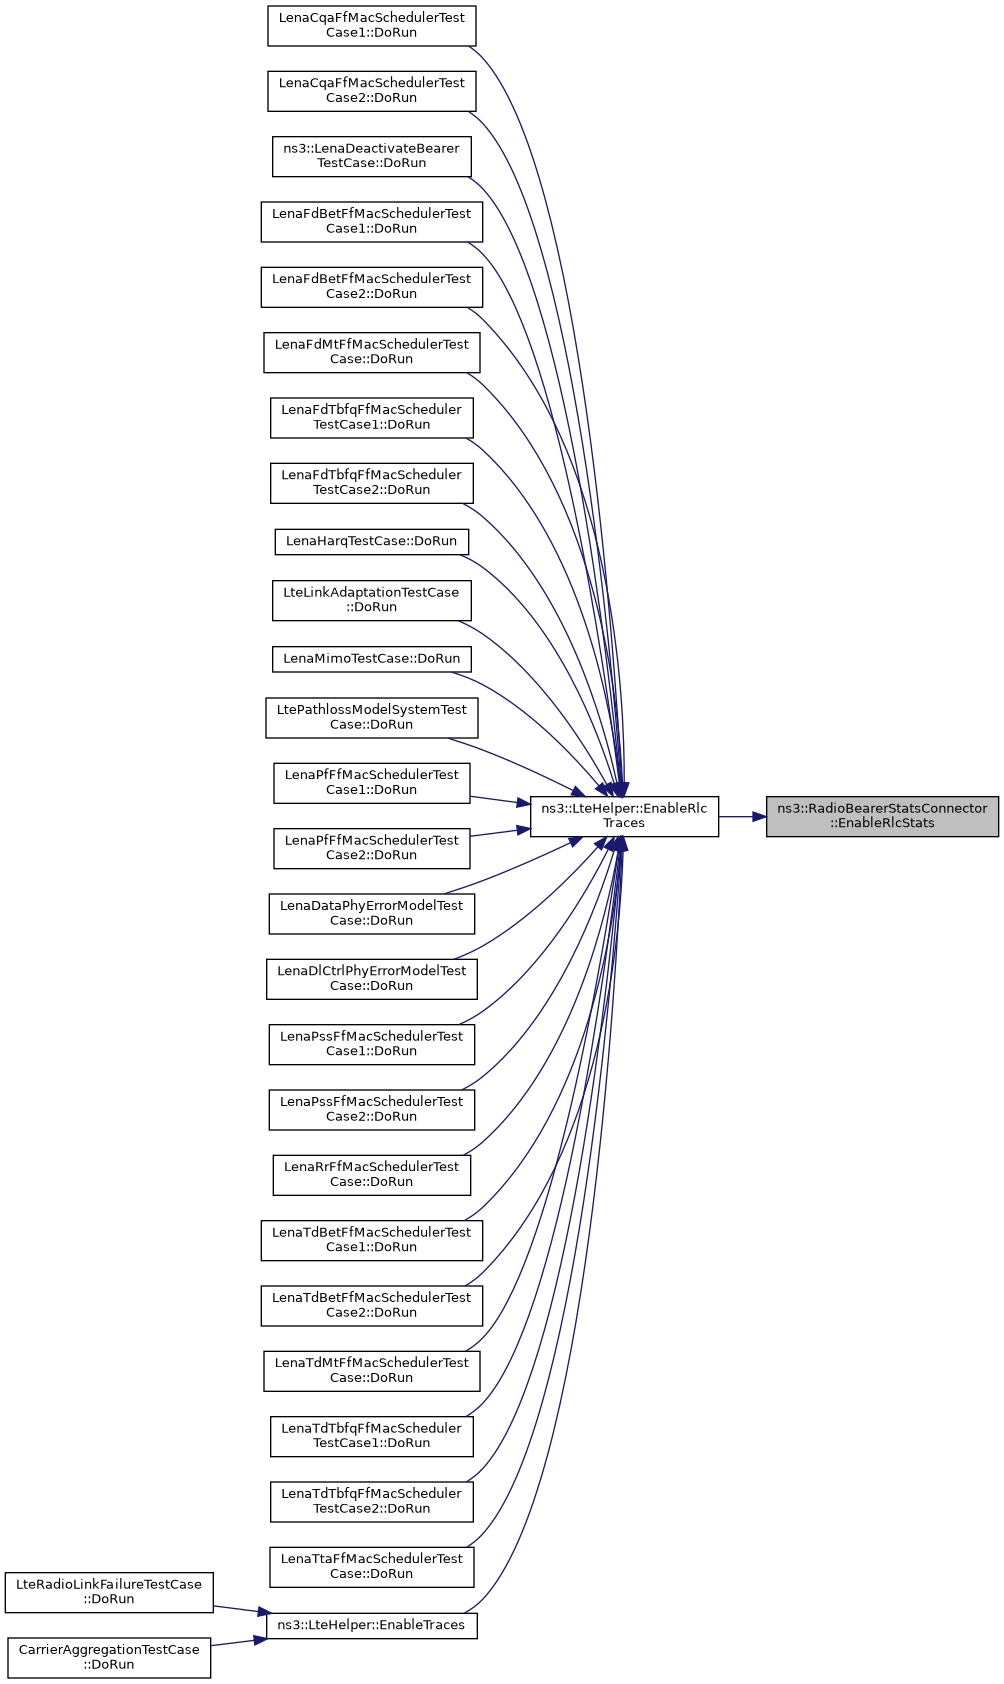 LenaCqaFfMacSchedulerTest
Case1::DoRun
LenaCqaFfMacSchedulerTest
Case2::DoRun
ns3::LenaDeactivateBearer
TestCase::DoRun
LenaFdBetFfMacSchedulerTest
Case1::DoRun
LenaFdBetFfMacSchedulerTest
Case2::DoRun
LenaFdMtFfMacSchedulerTest
Case::DoRun
LenaFdTbfqFfMacScheduler
TestCase1::DoRun
LenaFdTbfqFfMacScheduler
TestCase2::DoRun
LenaHarqTestCase::DoRun
LteLinkAdaptationTestCase
::DoRun
LenaMimoTestCase::DoRun
LtePathlossModelSystemTest
Case::DoRun
LenaPfFfMacSchedulerTest
Case1::DoRun
ns3::LteHelper::EnableRlc
Traces
ns3::RadioBearerStatsConnector
::EnableRlcStats
LenaPfFfMacSchedulerTest
Case2::DoRun
LenaDataPhyErrorModelTest
Case::DoRun
LenaDlCtrlPhyErrorModelTest
Case::DoRun
LenaPssFfMacSchedulerTest
Case1::DoRun
LenaPssFfMacSchedulerTest
Case2::DoRun
LenaRrFfMacSchedulerTest
Case::DoRun
LenaTdBetFfMacSchedulerTest
Case1::DoRun
LenaTdBetFfMacSchedulerTest
Case2::DoRun
LenaTdMtFfMacSchedulerTest
Case::DoRun
LenaTdTbfqFfMacScheduler
TestCase1::DoRun
LenaTdTbfqFfMacScheduler
TestCase2::DoRun
LenaTtaFfMacSchedulerTest
Case::DoRun
LteRadioLinkFailureTestCase
::DoRun
ns3::LteHelper::EnableTraces
CarrierAggregationTestCase
::DoRun